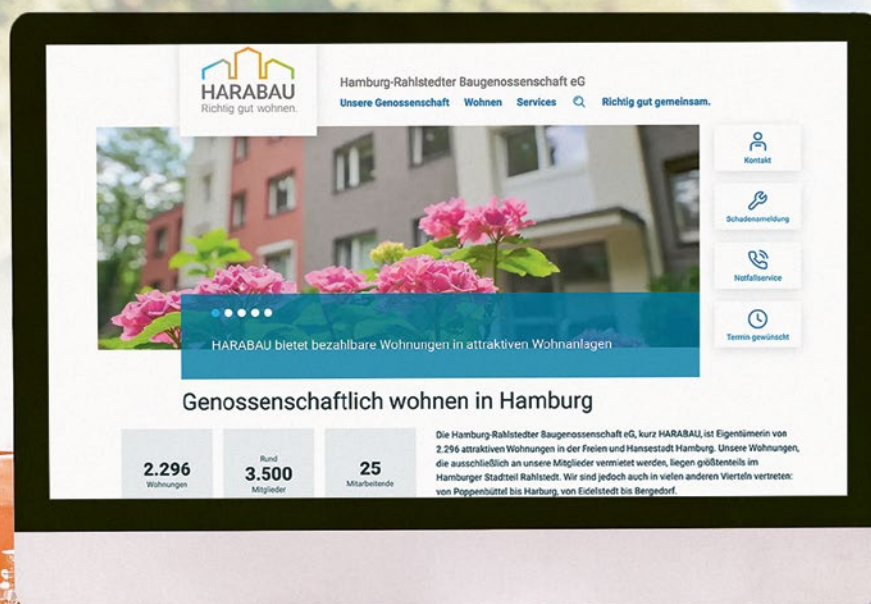 HARABAU
Richtig gut wohnen.
Hamburg-Rahlstedter Baugenossenschaft eG
Unsere Genossenschaft Wohnen Services Richtig gut gemeinsam.
Kontakt
Schadensmeldung
Notfallservice
Termin gewünscht
HARABAU bietet bezahlbare Wohnungen in attraktiven Wohnanlagen
Genossenschaftlich wohnen in Hamburg
2.296
Wohnungen
Rund
3.500
Mitglieder
25
Mitarbeitende
Die Hamburg-Rahlstedter Baugenossenschaft eG, kurz HARABAU, ist Eigentümerin von
2.296 attraktiven Wohnungen in der Freien und Hansestadt Hamburg. Unsere Wohnungen,
die ausschließlich an unsere Mitglieder vermietet werden, liegen größtenteils im
Hamburger Stadtteil Rahlstedt. Wir sind jedoch auch in vielen anderen Vierteln vertreten:
von Poppenbüttel bis Harburg, von Eidelstedt bis Bergedorf.